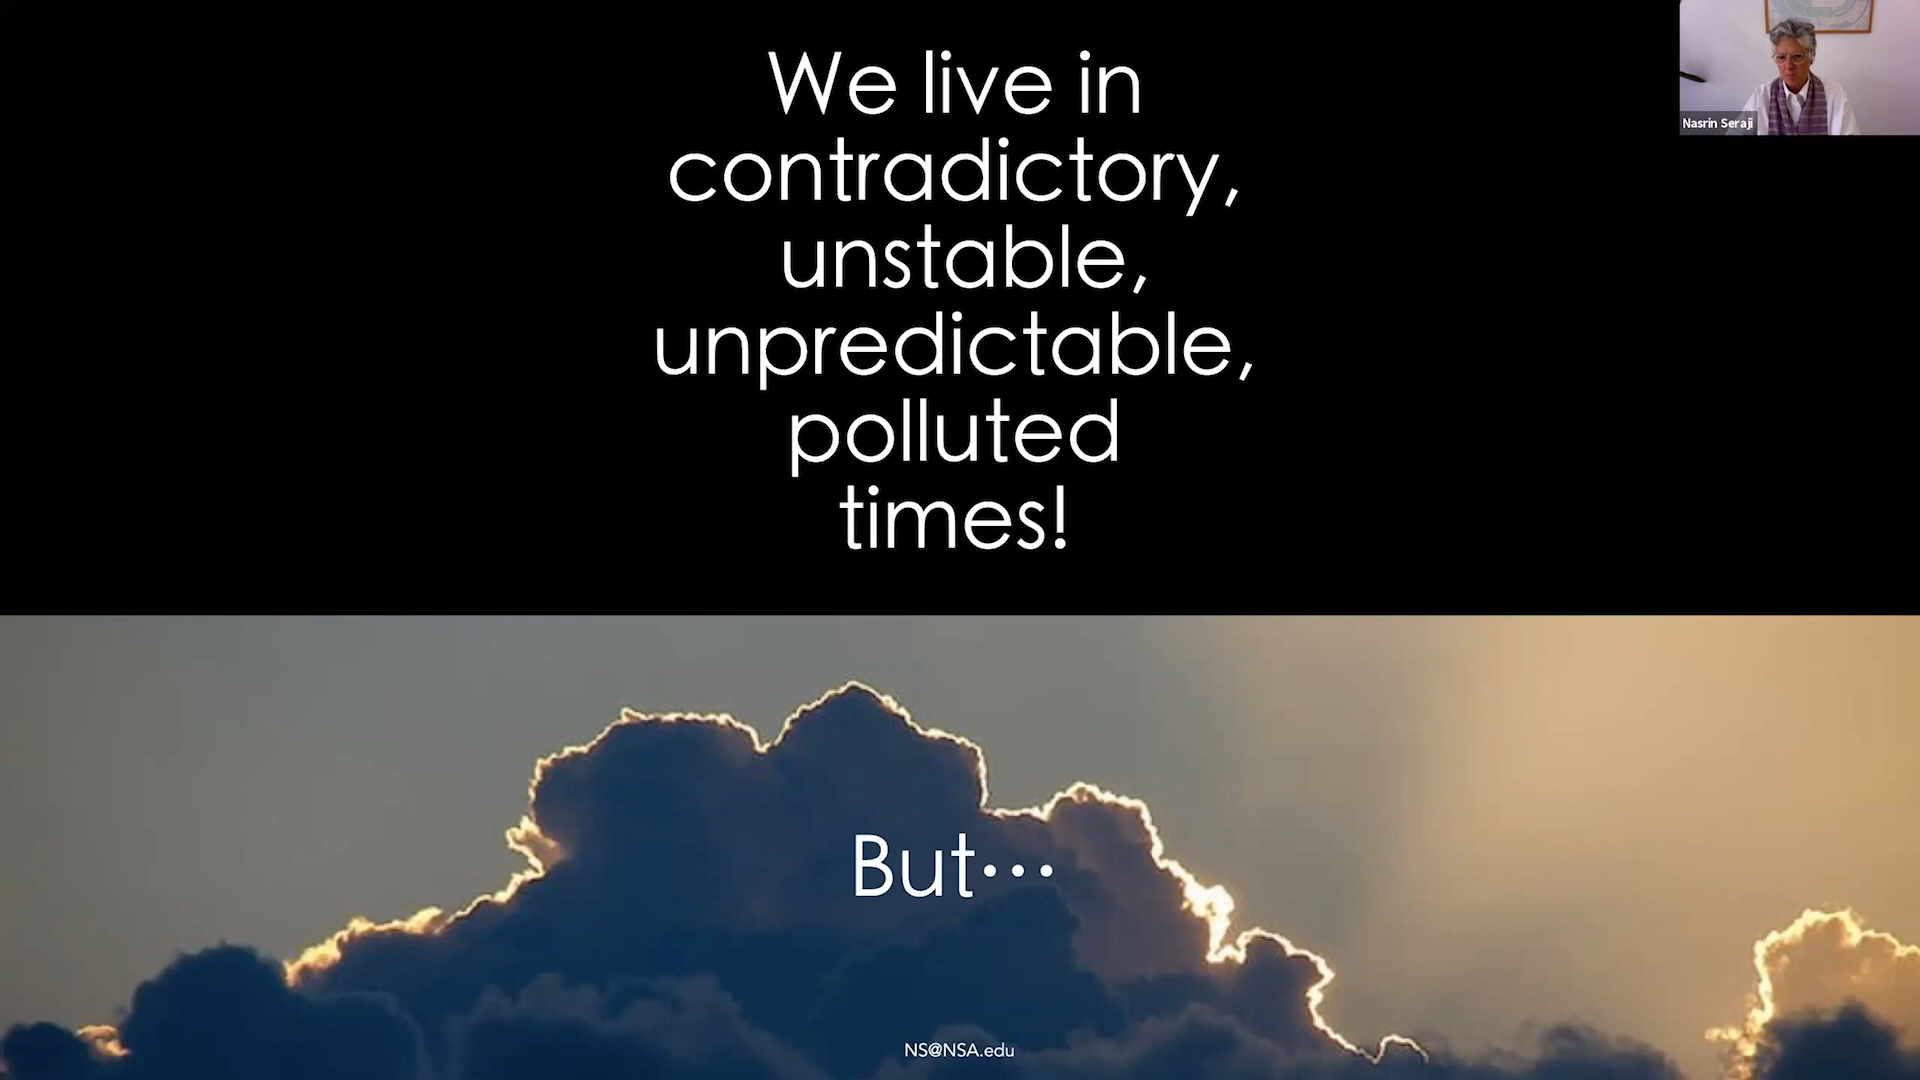 We live in
contradictory,
unstable,
unpredictable,
polluted
times!
Nasrin Seraji
But...
NS@NSA.edu